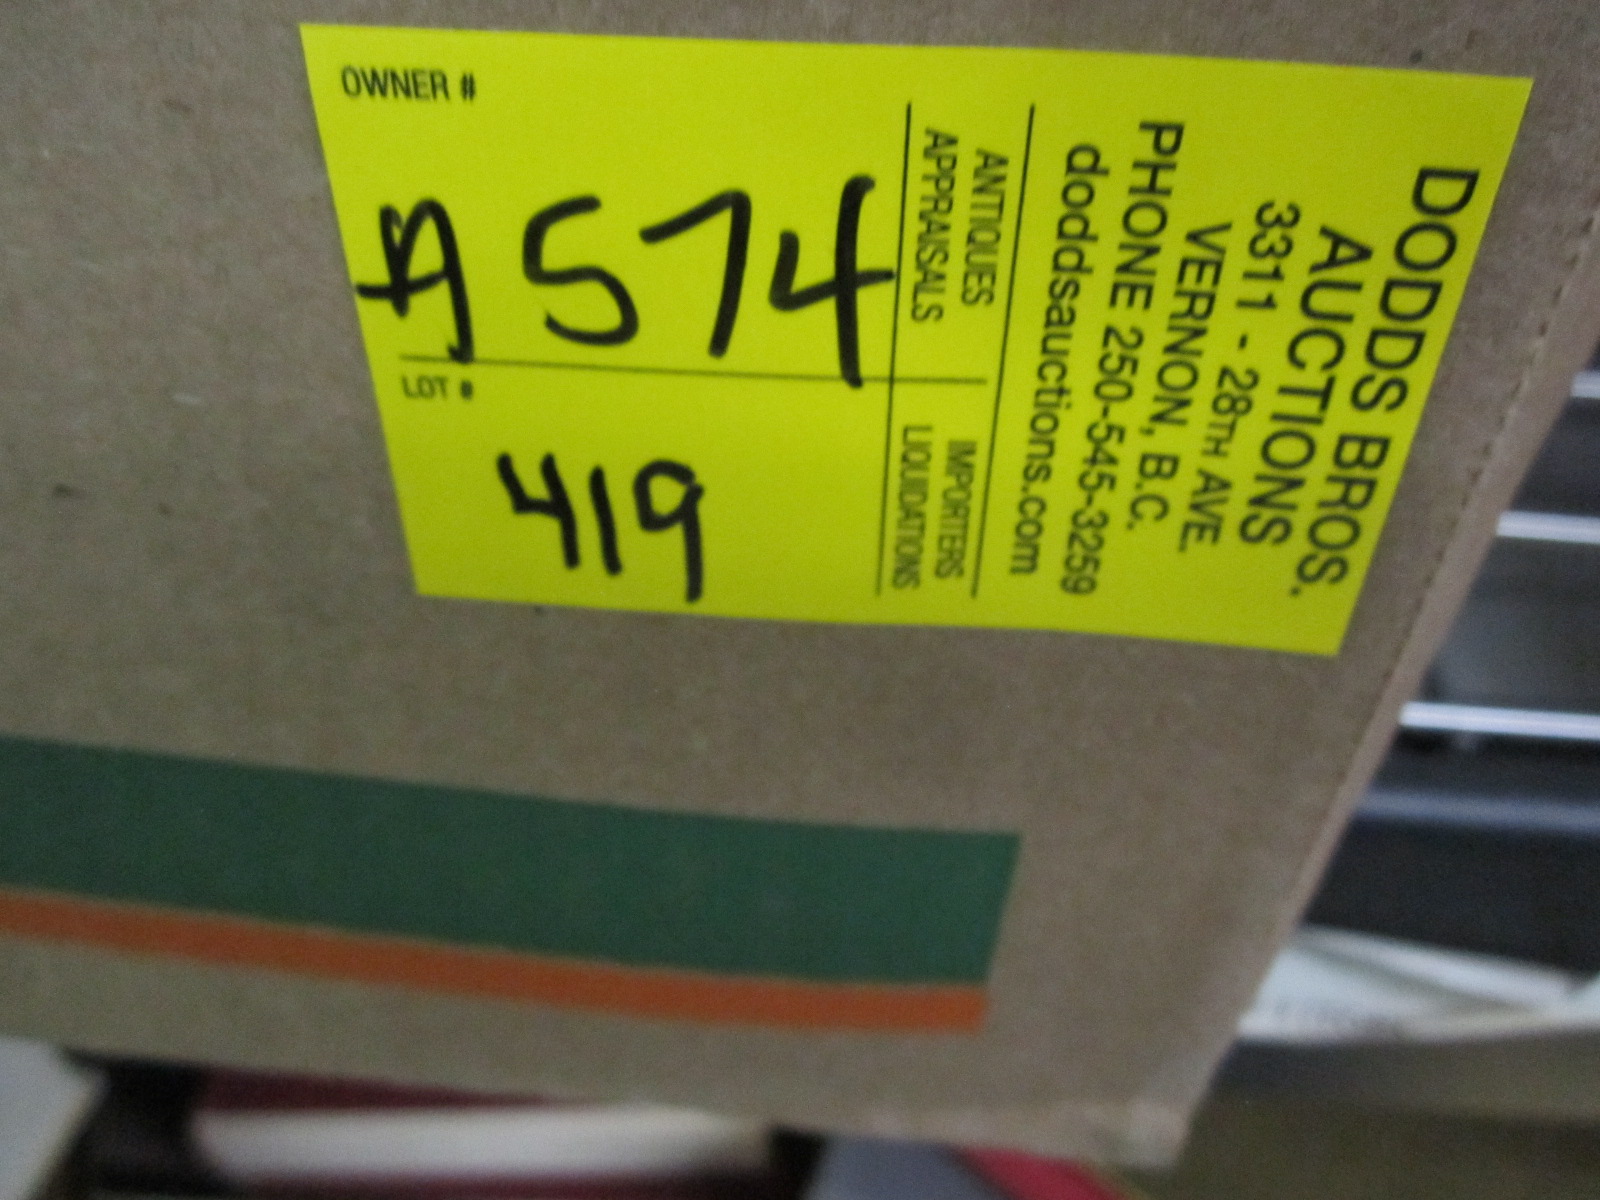 OWNER #
A 574
LOT #
419
ANTIQUES
APPRAISALS
IMPORTERS
LIQUIDATIONS
DODDS BROS.
AUCTIONS
3311 - 28TH AVE.
VERNON, B.C.
PHONE 250-545-3259
doddsauctions.com